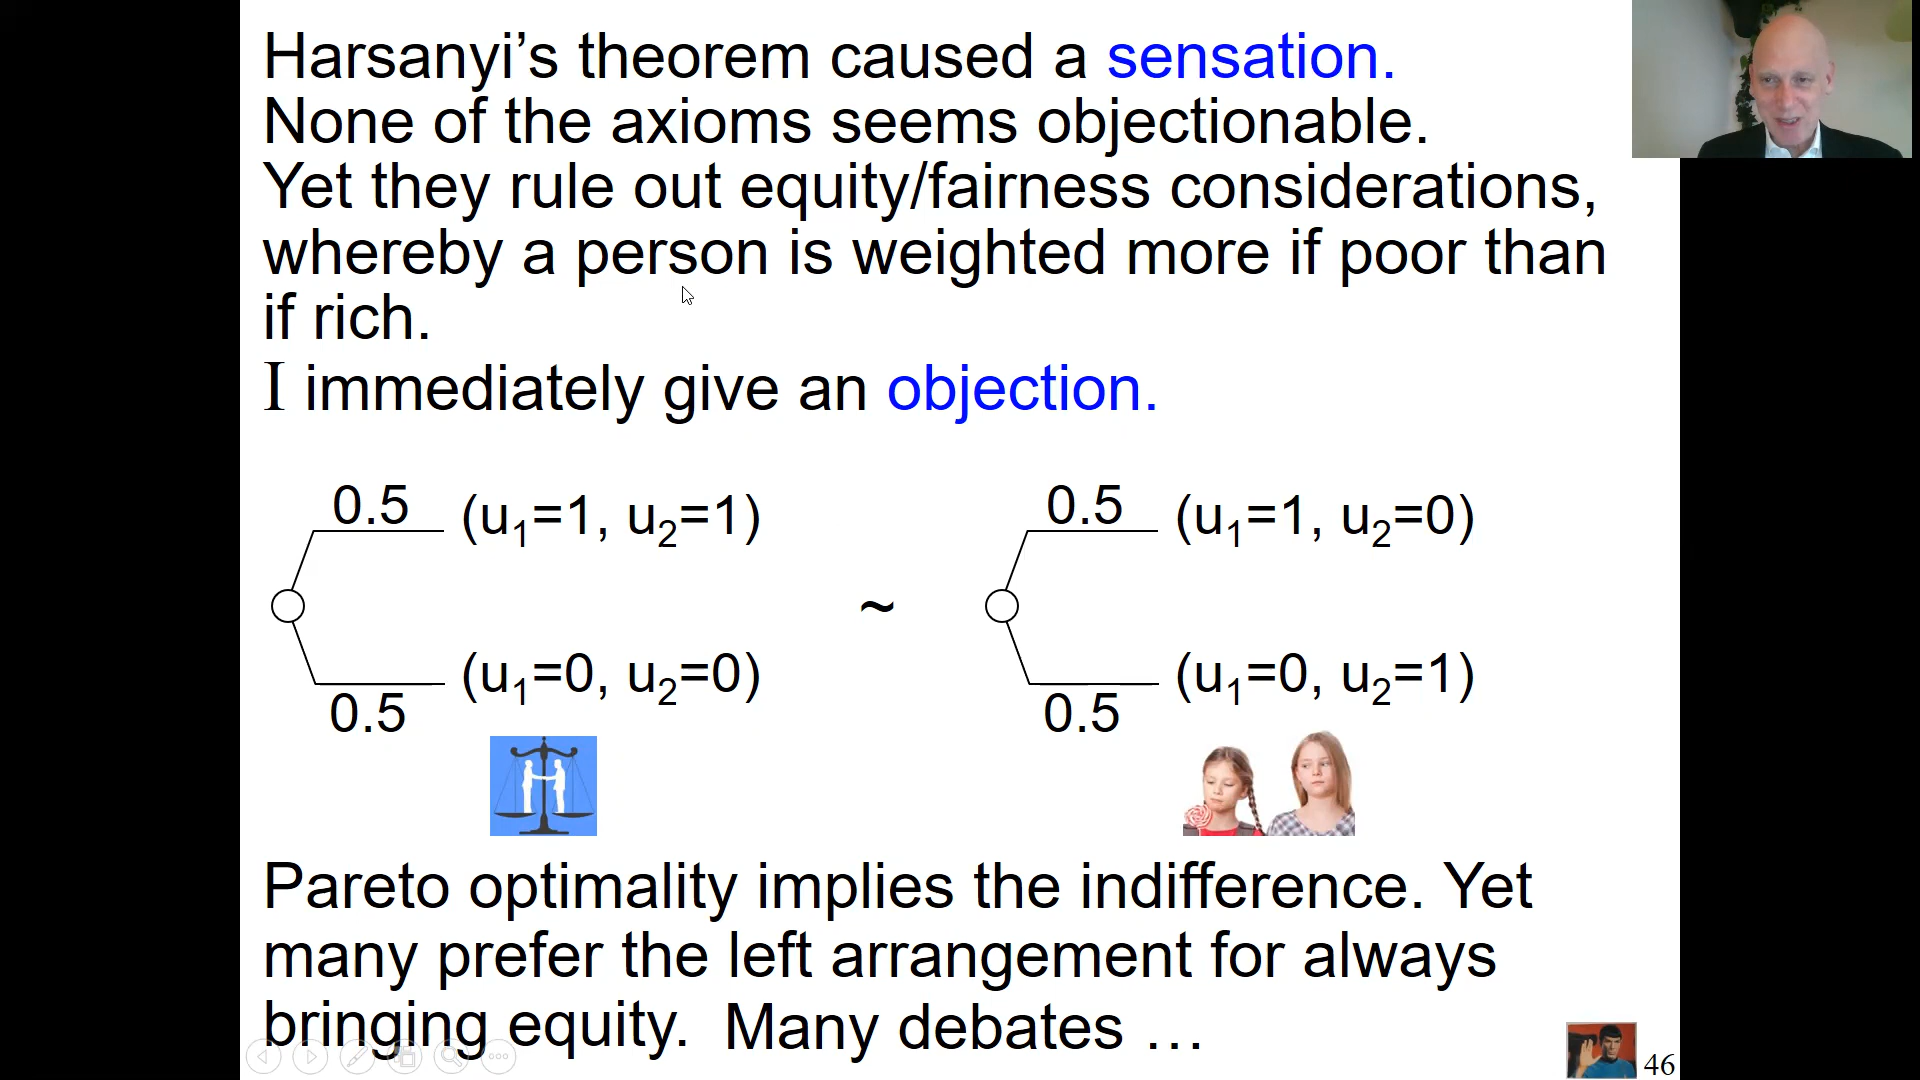 Harsanyi’s theorem caused a sensation.
None of the axioms seems objectionable.
Yet they rule out equity/fairness considerations,
whereby a person is weighted more if poor than
if rich.
I immediately give an objection.
0.5 (u₁=1, u₂=1)
0.5 (u₁=1, u₂=0)
~
0.5 (u₁=0, u₂=0)
0.5 (u₁=0, u₂=1)
Pareto optimality implies the indifference. Yet
many prefer the left arrangement for always
bringing equity. Many debates …
46